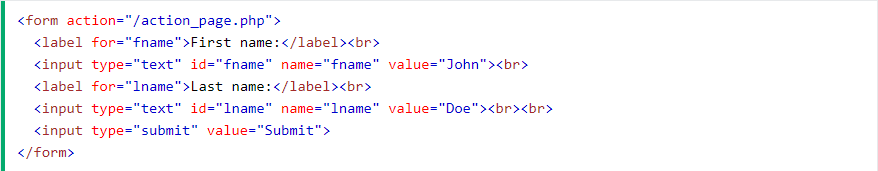 <form action="/action_page.php">
  <label for="fname">First name:</label><br>
  <input type="text" id="fname" name="fname" value="John"><br>
  <label for="lname">Last name:</label><br>
  <input type="text" id="lname" name="lname" value="Doe"><br><br>
  <input type="submit" value="Submit">
</form>